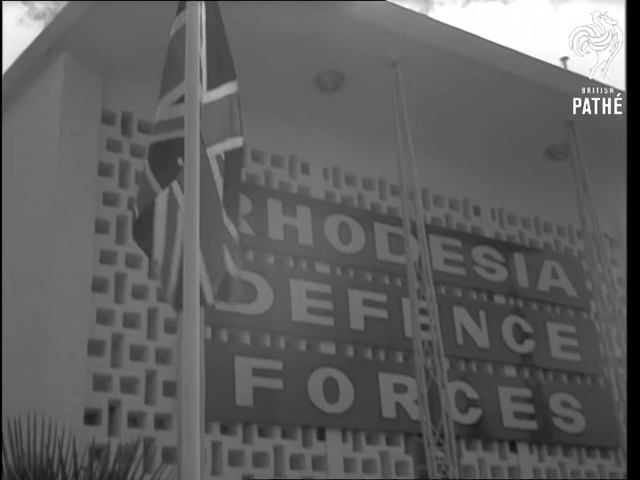 BRITISH
PATHÉ
RHODESIA
DEFENCE
FORCES